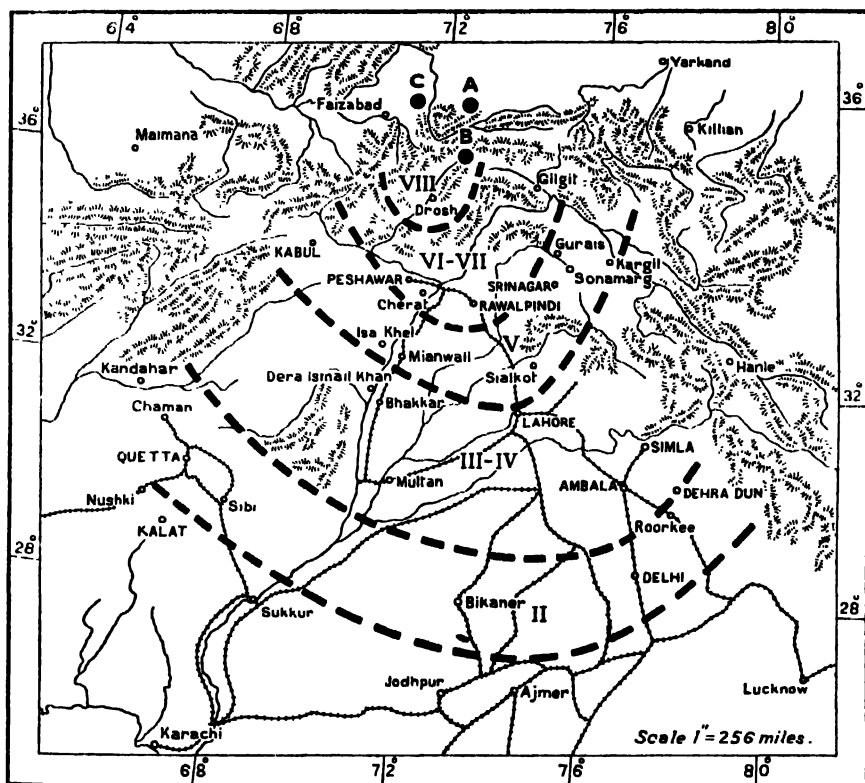 64 68 72 76 80
Yarkand
C A
36° Faizabad 36°
Maimana Killian
B
Gilgit
VIII
Drosh
KABUL Gurais Kargil
VI-VII Sonamarg
PESHAWAR SRINAGAR
Cherat RAWALPINDI
32° Isa Khel 32°
Mianwali V
Kandahar Sialkot Hanle
Dera Ismail Khan
Chaman Bhakkar
LAHORE
QUETTA III-IV SIMLA
Nushki Multan AMBALA DEHRA DUN
Sibi
KALAT Roorkee
28° DELHI
Sukkur Bikaner II 28°
Jodhpur Ajmer Lucknow
Karachi Scale 1"=256 miles.
68 72 76 80